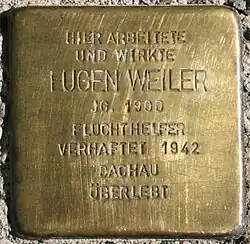 HIER ARBEITETE
UND WIRKTE
EUGEN WEILER
JG. 1900
FLUCHTHELFER
VERHAFTET 1942
DACHAU
ÜBERLEBT